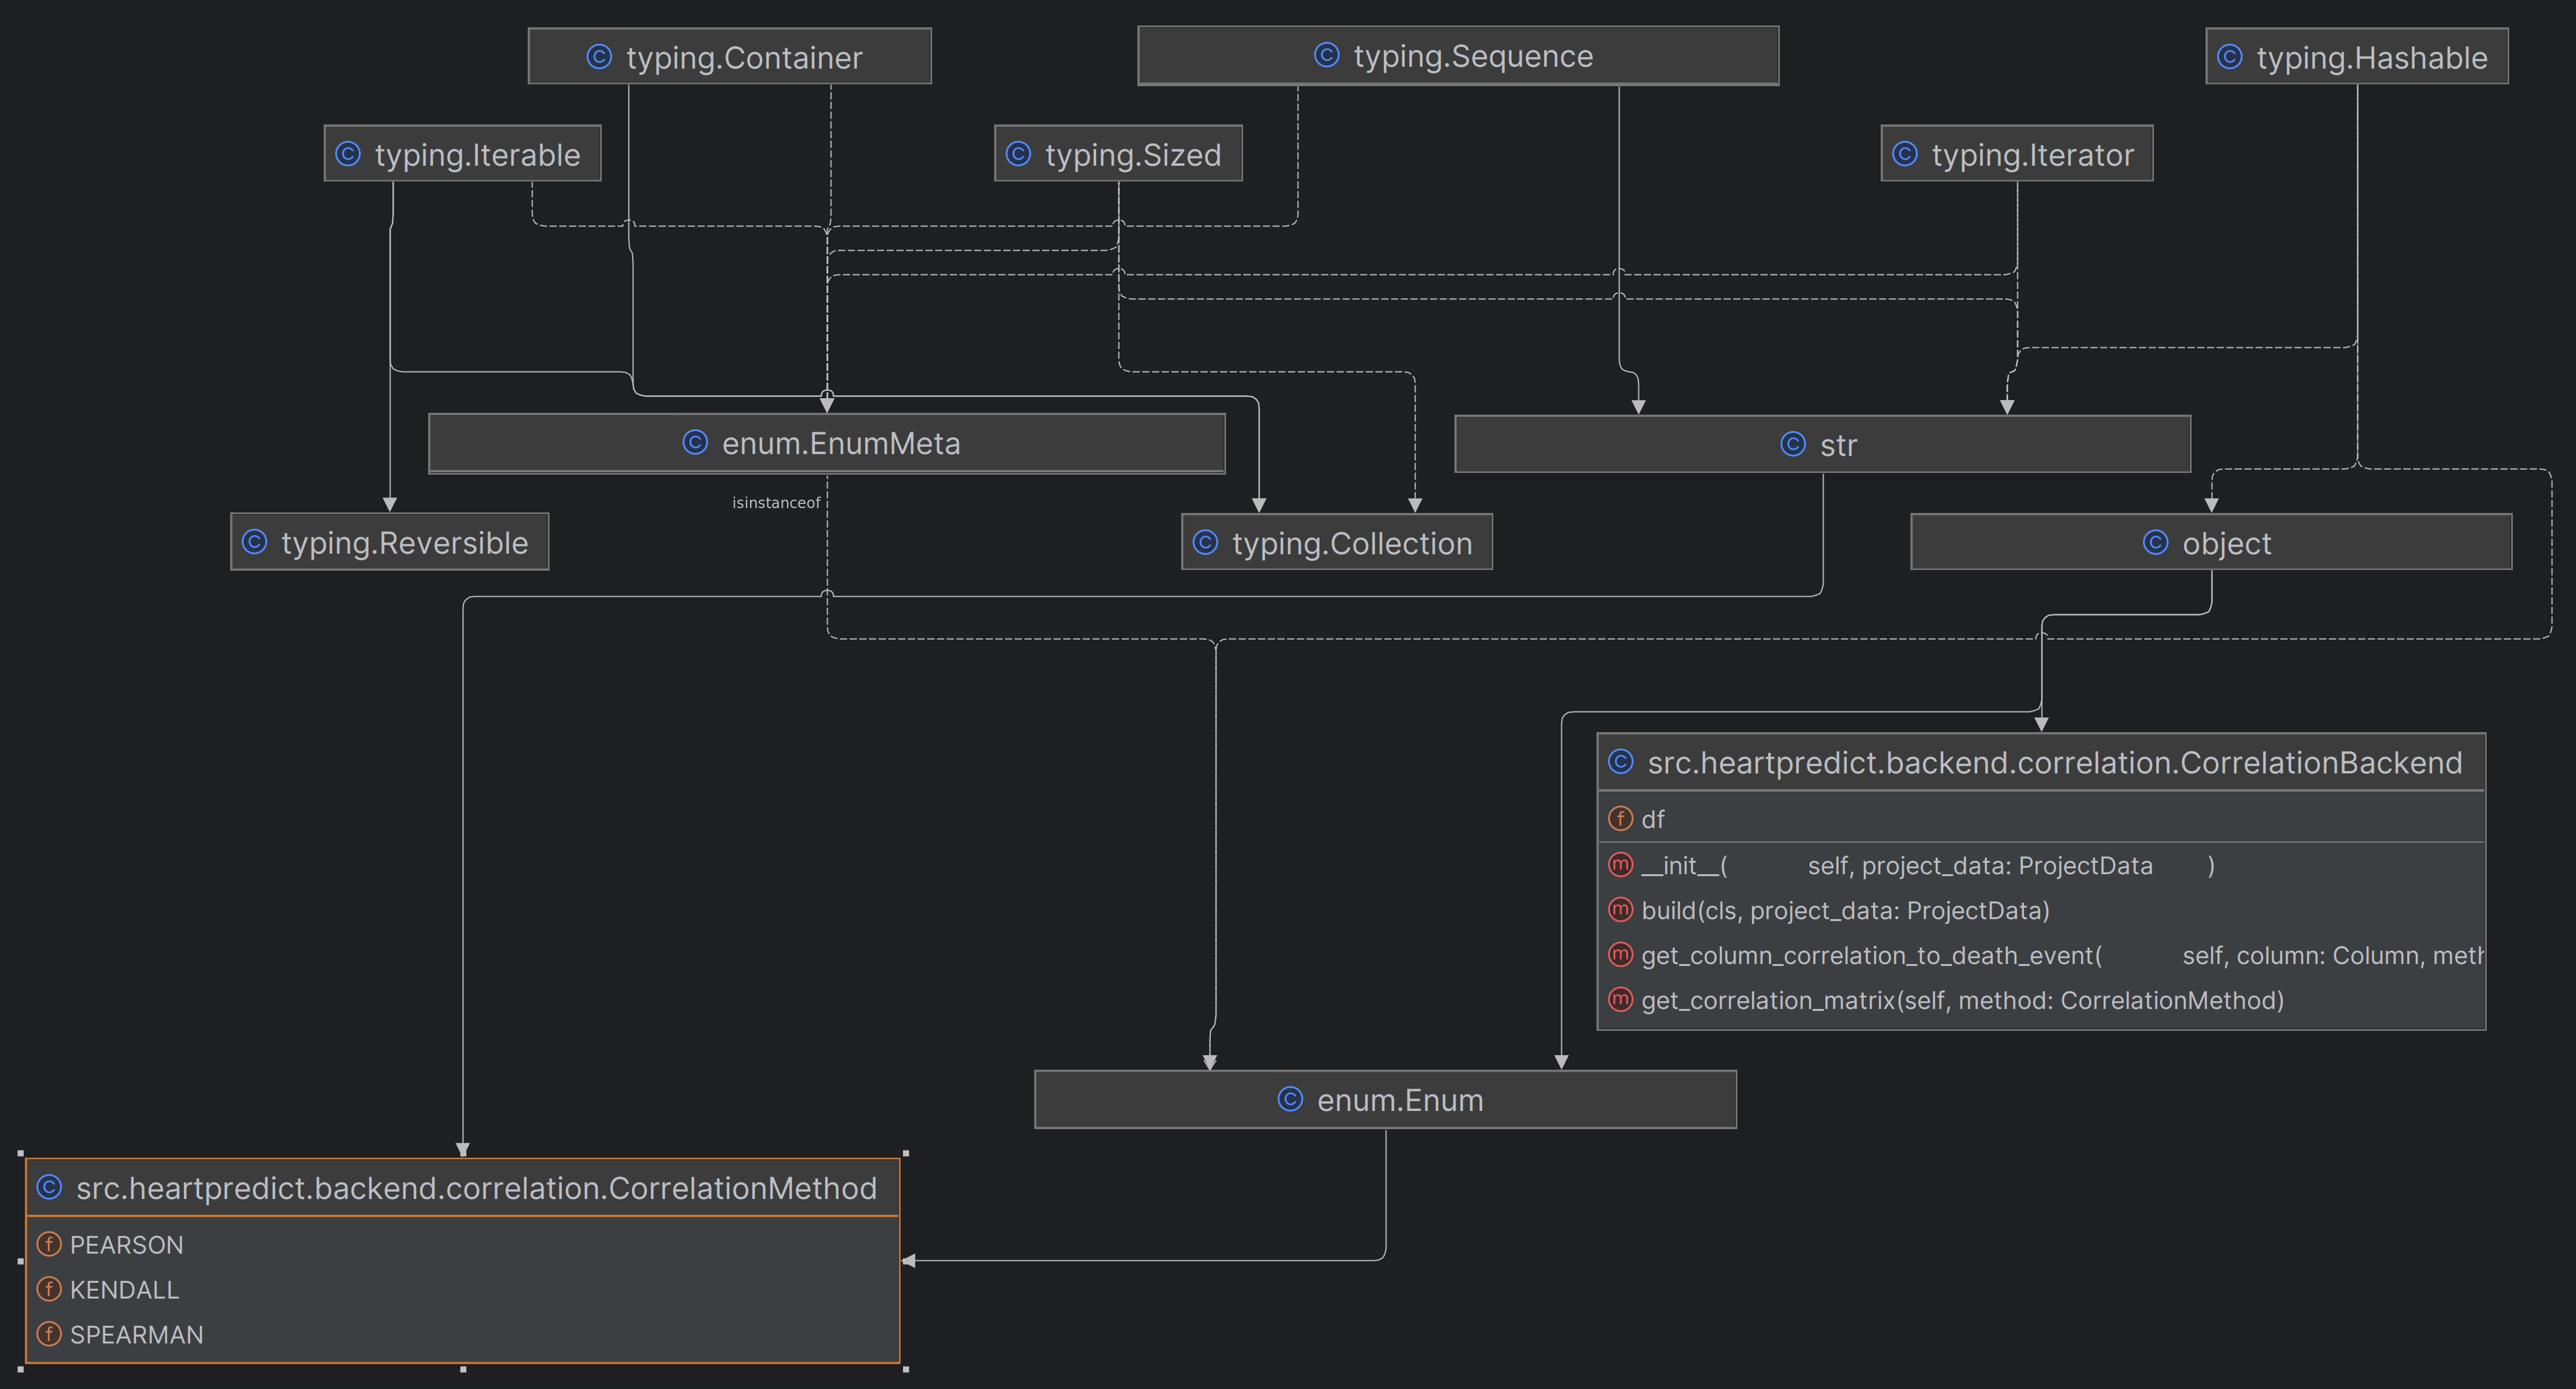 typing.Container
typing.Sequence
typing.Hashable
typing.Iterable
typing.Sized
typing.Iterator
enum.EnumMeta
str
isinstanceof
typing.Reversible
typing.Collection
object
src.heartpredict.backend.correlation.CorrelationBackend
df
__init__( self, project_data: ProjectData )
build(cls, project_data: ProjectData)
get_column_correlation_to_death_event( self, column: Column, meth
get_correlation_matrix(self, method: CorrelationMethod)
enum.Enum
src.heartpredict.backend.correlation.CorrelationMethod
PEARSON
KENDALL
SPEARMAN